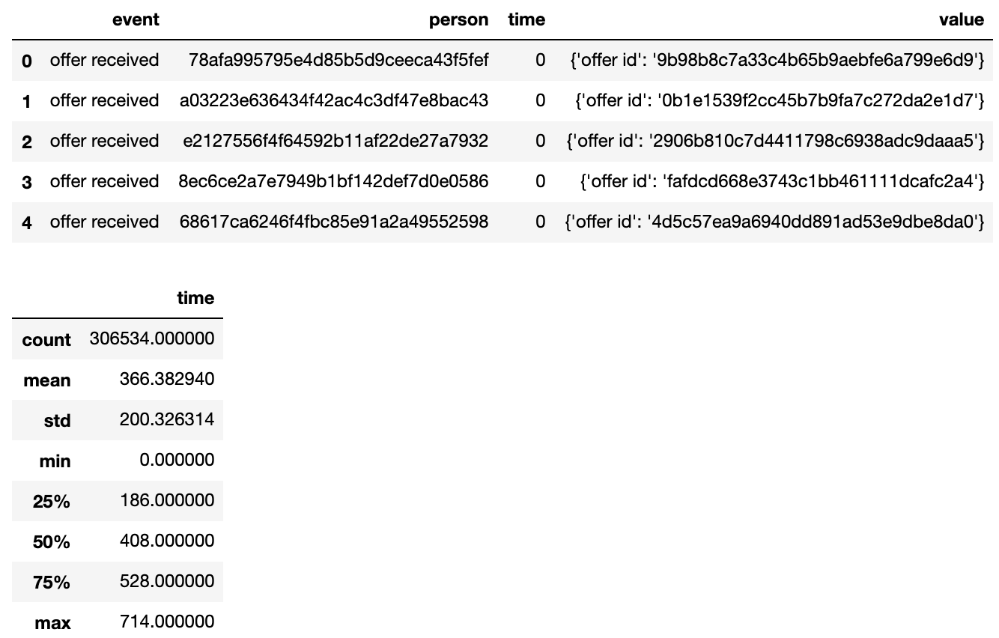 event person time value
0 offer received 78afa995795e4d85b5d9ceeca43f5fef 0 {'offer id': '9b98b8c7a33c4b65b9aebfe6a799e6d9'}
1 offer received a03223e636434f42ac4c3df47e8bac43 0 {'offer id': '0b1e1539f2cc45b7b9fa7c272da2e1d7'}
2 offer received e2127556f4f64592b11af22de27a7932 0 {'offer id': '2906b810c7d4411798c6938adc9daaa5'}
3 offer received 8ec6ce2a7e7949b1bf142def7d0e0586 0 {'offer id': 'fafdcd668e3743c1bb461111dcafc2a4'}
4 offer received 68617ca6246f4fbc85e91a2a49552598 0 {'offer id': '4d5c57ea9a6940dd891ad53e9dbe8da0'}
time
count 306534.000000
mean 366.382940
std 200.326314
min 0.000000
25% 186.000000
50% 408.000000
75% 528.000000
max 714.000000